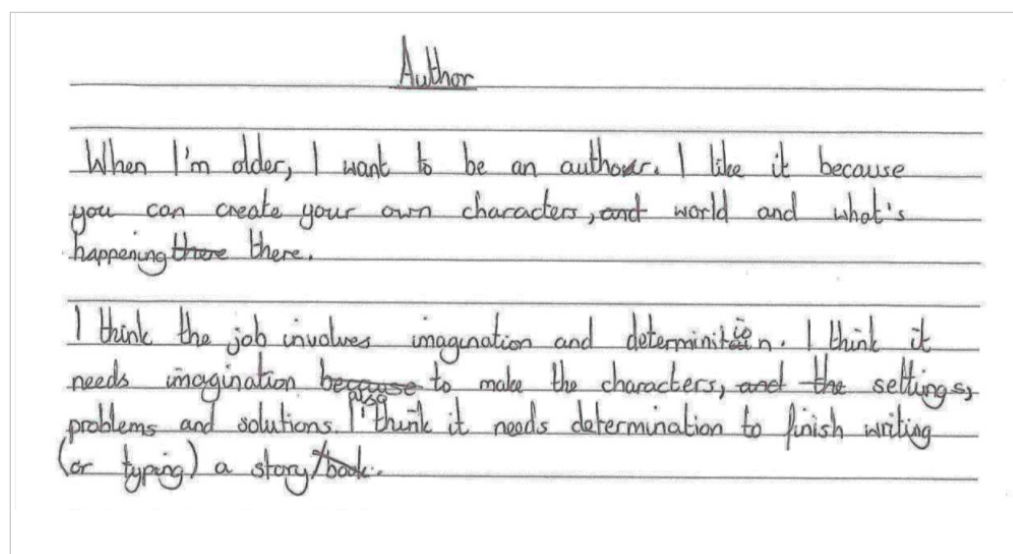 Author
When I'm older, I want to be an author. I like it because
you can create your own characters, and world and what's
happening there there.
I think the job involves imagination and determinition. I think it
needs imagination because to make the characters, and the settings,
problems and solutions. I also think it needs determination to finish writing
(or typing) a story/book.